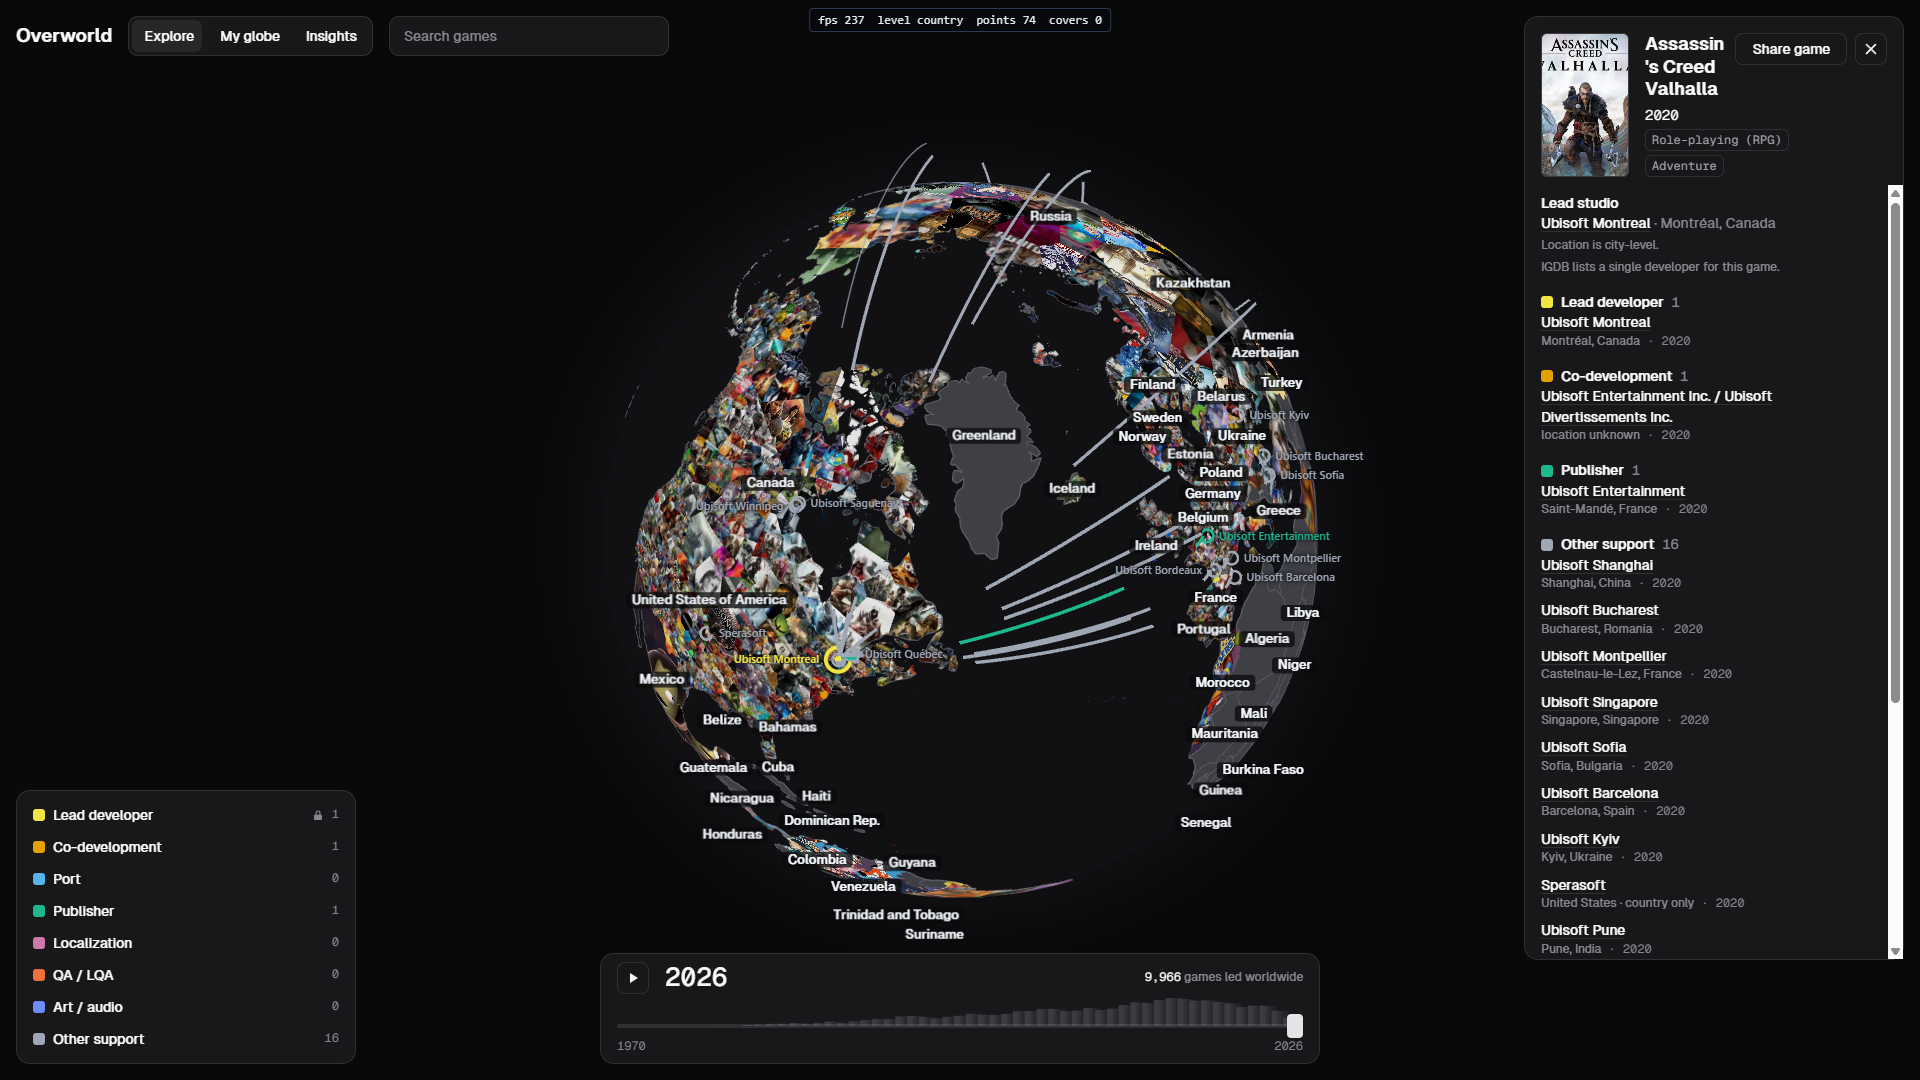 Overworld
Explore
My globe
Insights
Search games
fps 237 level country points 74 covers 0
ASSASSIN'S
CREED
VALHALLA
Assassin
's Creed
Valhalla
Share game
2020
Role-playing (RPG)
Adventure
Lead studio
Ubisoft Montreal · Montréal, Canada
Location is city-level.
IGDB lists a single developer for this game.
Lead developer 1
Ubisoft Montreal
Montréal, Canada · 2020
Co-development 1
Ubisoft Entertainment Inc. / Ubisoft
Divertissements Inc.
location unknown · 2020
Publisher 1
Ubisoft Entertainment
Saint-Mandé, France · 2020
Other support 16
Ubisoft Shanghai
Shanghai, China · 2020
Ubisoft Bucharest
Bucharest, Romania · 2020
Ubisoft Montpellier
Castelnau-le-Lez, France · 2020
Ubisoft Singapore
Singapore, Singapore · 2020
Ubisoft Sofia
Sofia, Bulgaria · 2020
Ubisoft Barcelona
Barcelona, Spain · 2020
Ubisoft Kyiv
Kyiv, Ukraine · 2020
Sperasoft
United States · country only · 2020
Ubisoft Pune
Pune, India · 2020
Russia
Kazakhstan
Armenia
Azerbaijan
Finland
Turkey
Belarus
Sweden
Ubisoft Kyiv
Norway
Ukraine
Greenland
Estonia
Ubisoft Bucharest
Poland
Ubisoft Sofia
Canada
Iceland
Germany
Ubisoft Winnipeg
Ubisoft Saguenay
Belgium
Greece
Ireland
Ubisoft Entertainment
Ubisoft Montpellier
Ubisoft Bordeaux
Ubisoft Barcelona
United States of America
France
Libya
Sperasoft
Portugal
Algeria
Ubisoft Montreal
Ubisoft Québec
Niger
Mexico
Morocco
Belize
Bahamas
Mali
Mauritania
Guatemala
Cuba
Burkina Faso
Nicaragua
Haiti
Guinea
Honduras
Dominican Rep.
Senegal
Colombia
Guyana
Venezuela
Trinidad and Tobago
Suriname
Lead developer 1
Co-development 1
Port 0
Publisher 1
Localization 0
QA / LQA 0
Art / audio 0
Other support 16
2026
9,966 games led worldwide
1970
2026